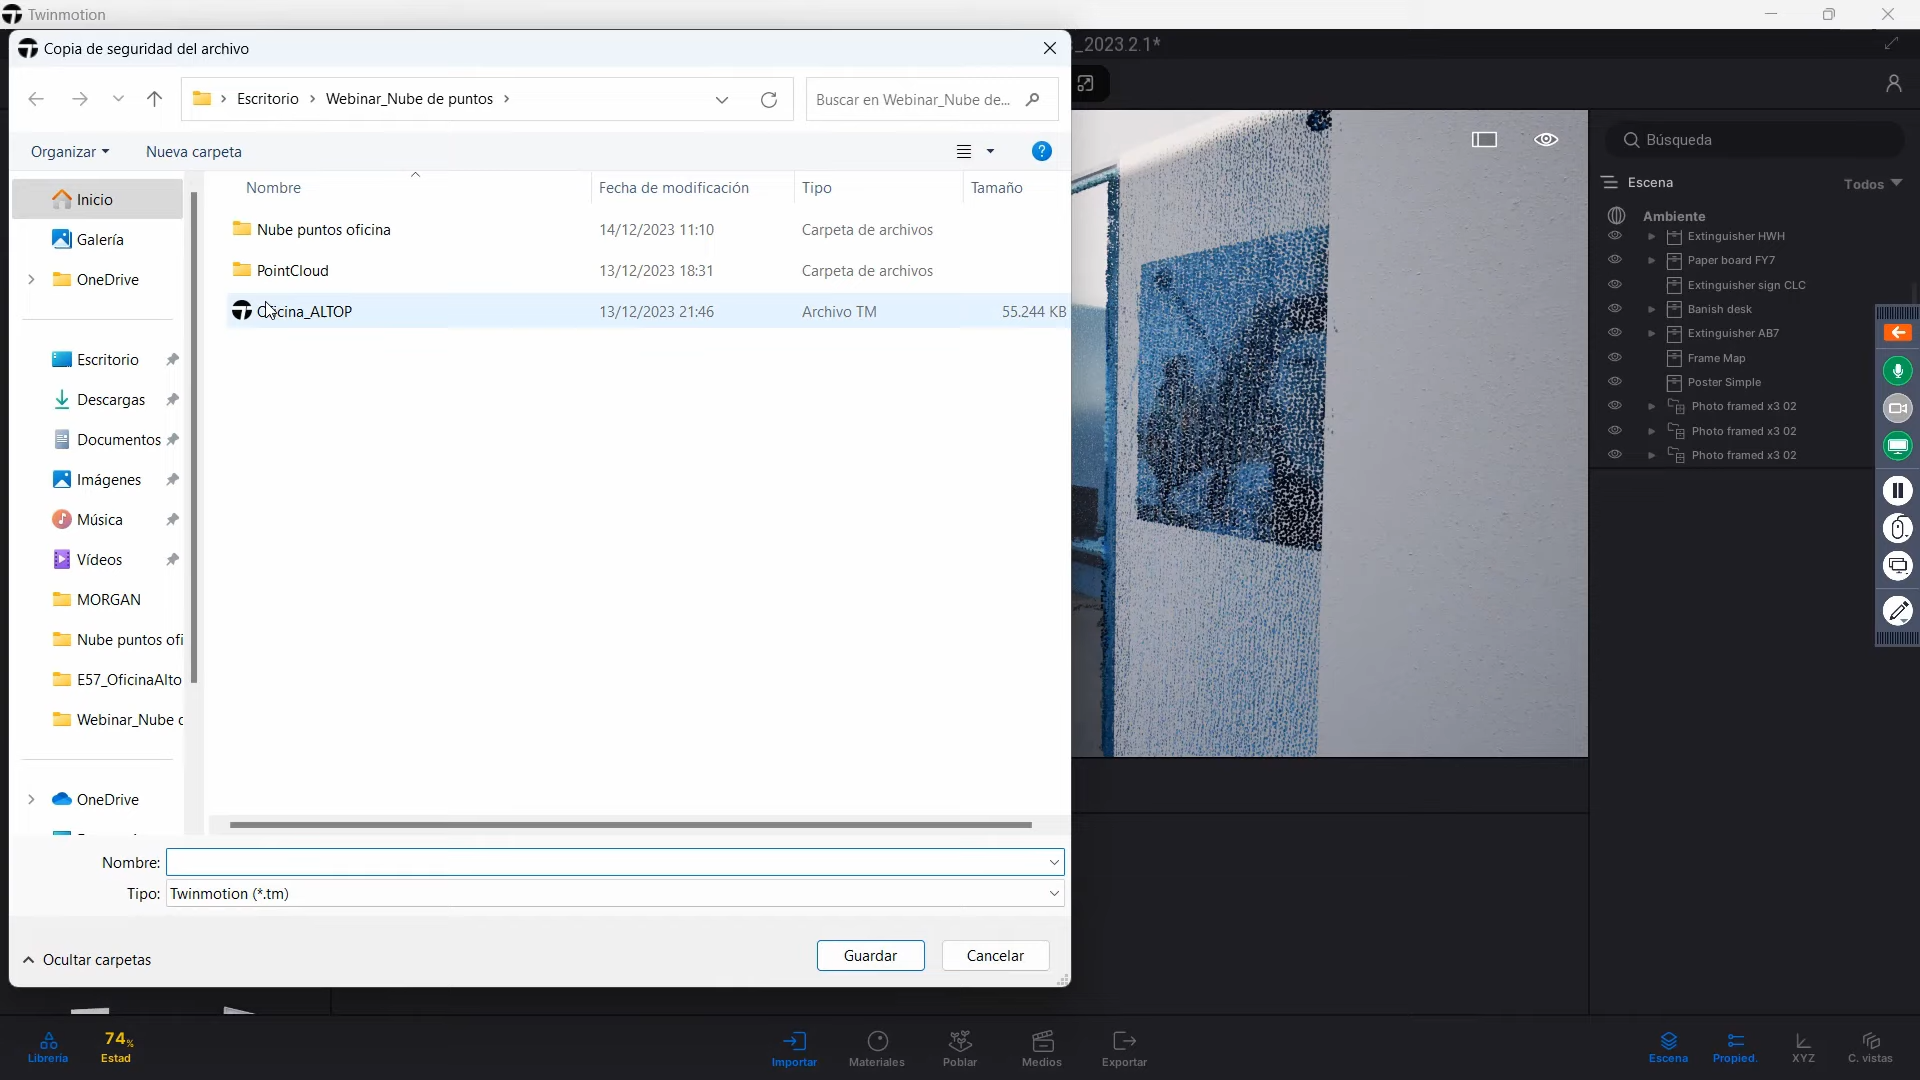 Twinmotion
Copia de seguridad del archivo
_2023.2.1*
Escritorio > Webinar_Nube de puntos >
Buscar en Webinar_Nube de...
Organizar
Nueva carpeta
Nombre
Fecha de modificación
Tipo
Tamaño
Nube puntos oficina
14/12/2023 11:10
Carpeta de archivos
PointCloud
13/12/2023 18:31
Carpeta de archivos
Oficina_ALTOP
13/12/2023 21:46
Archivo TM
55.244 KB
Inicio
Galería
OneDrive
Escritorio
Descargas
Documentos
Imágenes
Música
Vídeos
MORGAN
Nube puntos ofi
E57_OficinaAlto
Webinar_Nube d
OneDrive
Nombre:
Tipo: Twinmotion (*.tm)
Ocultar carpetas
Guardar
Cancelar
Búsqueda
Escena
Todos
Ambiente
Extinguisher HWH
Paper board FY7
Extinguisher sign CLC
Banish desk
Extinguisher AB7
Frame Map
Poster Simple
Photo framed x3 02
Photo framed x3 02
Photo framed x3 02
Librería
74%
Estad
Importar
Materiales
Poblar
Medios
Exportar
Escena
Propied.
XYZ
C. vistas